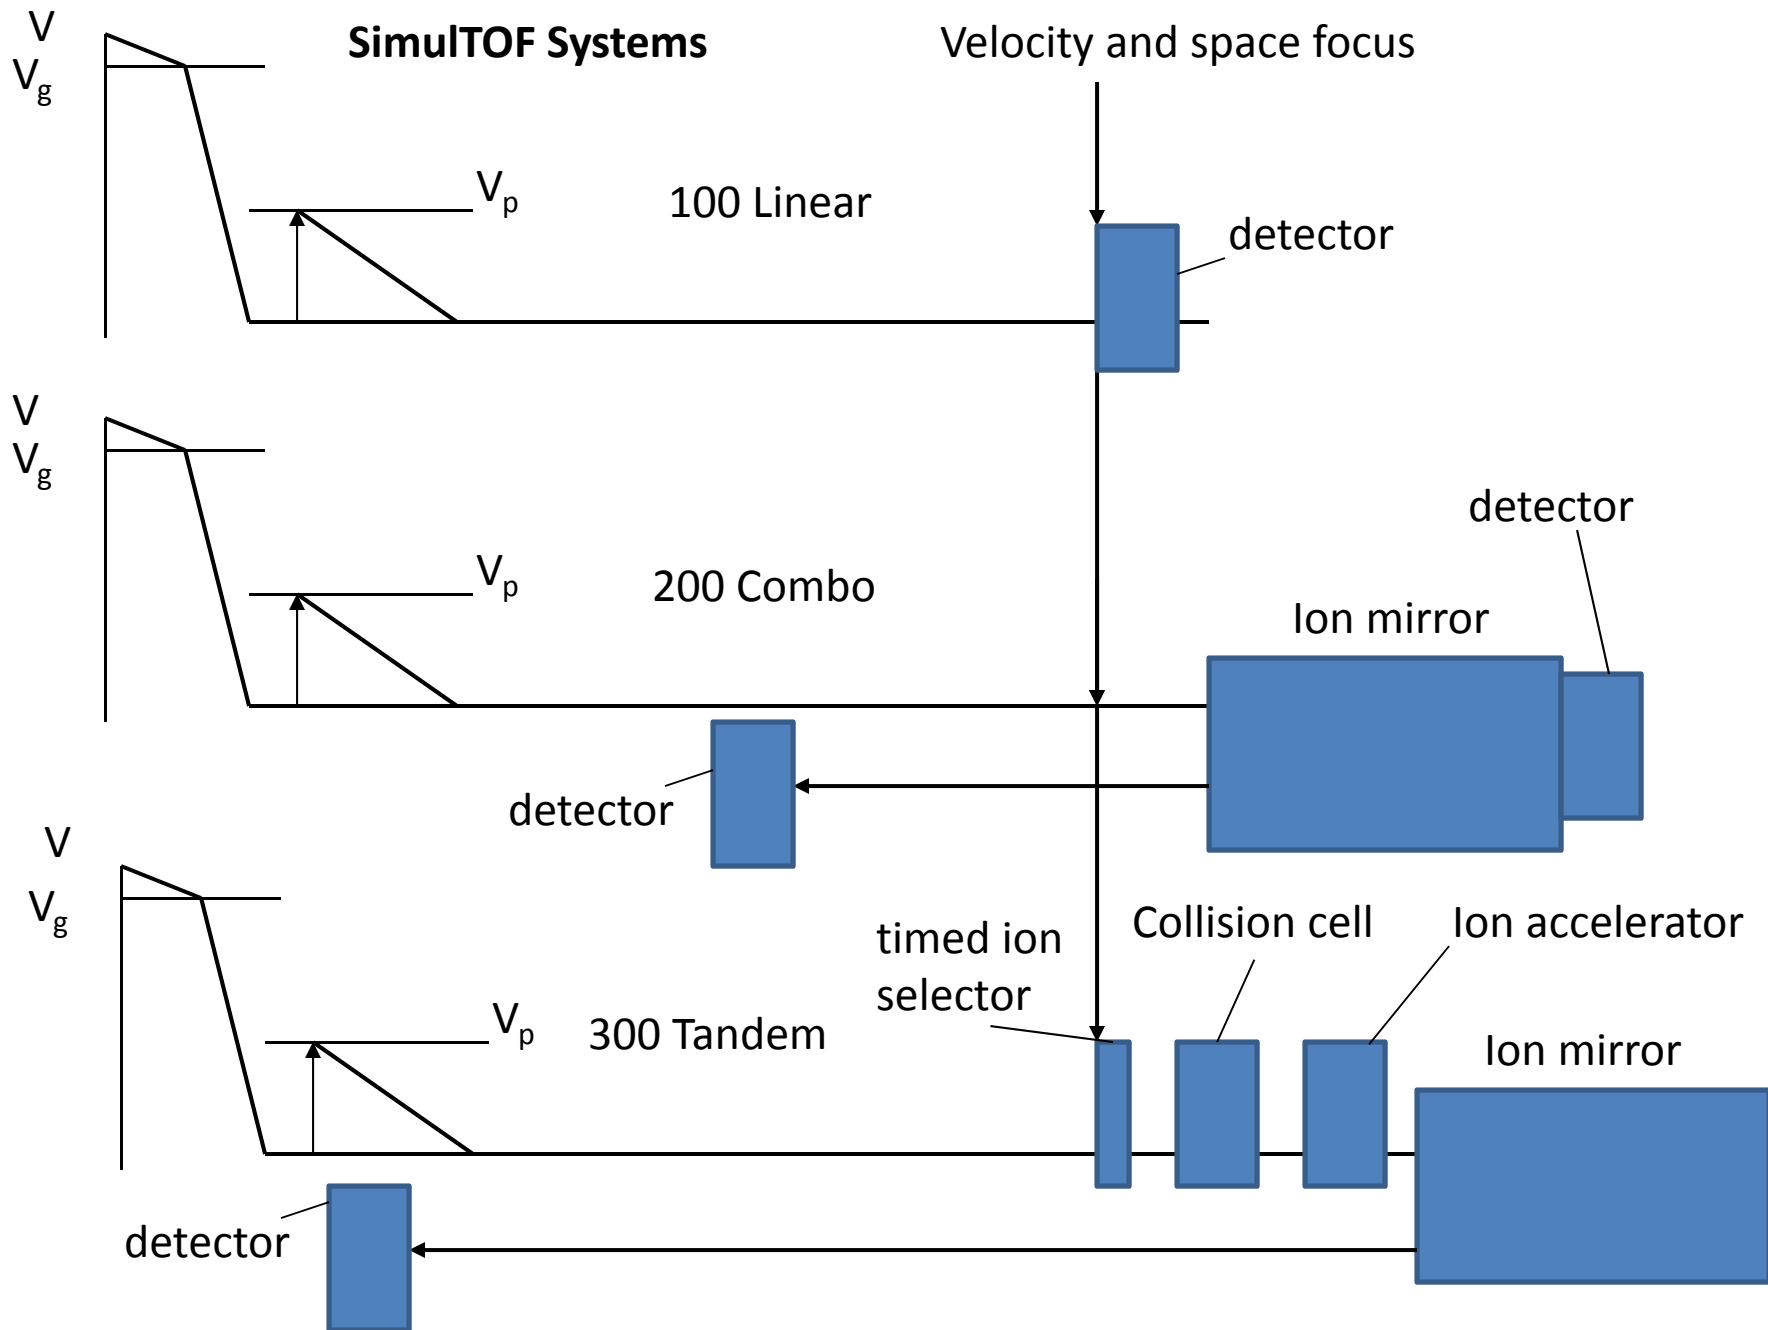 V
SimulTOF Systems
Velocity and space focus
Vg
Vp
100 Linear
detector
V
Vg
detector
Vp
200 Combo
Ion mirror
detector
V
Vg
timed ion
selector
Collision cell
Ion accelerator
Vp
300 Tandem
Ion mirror
detector